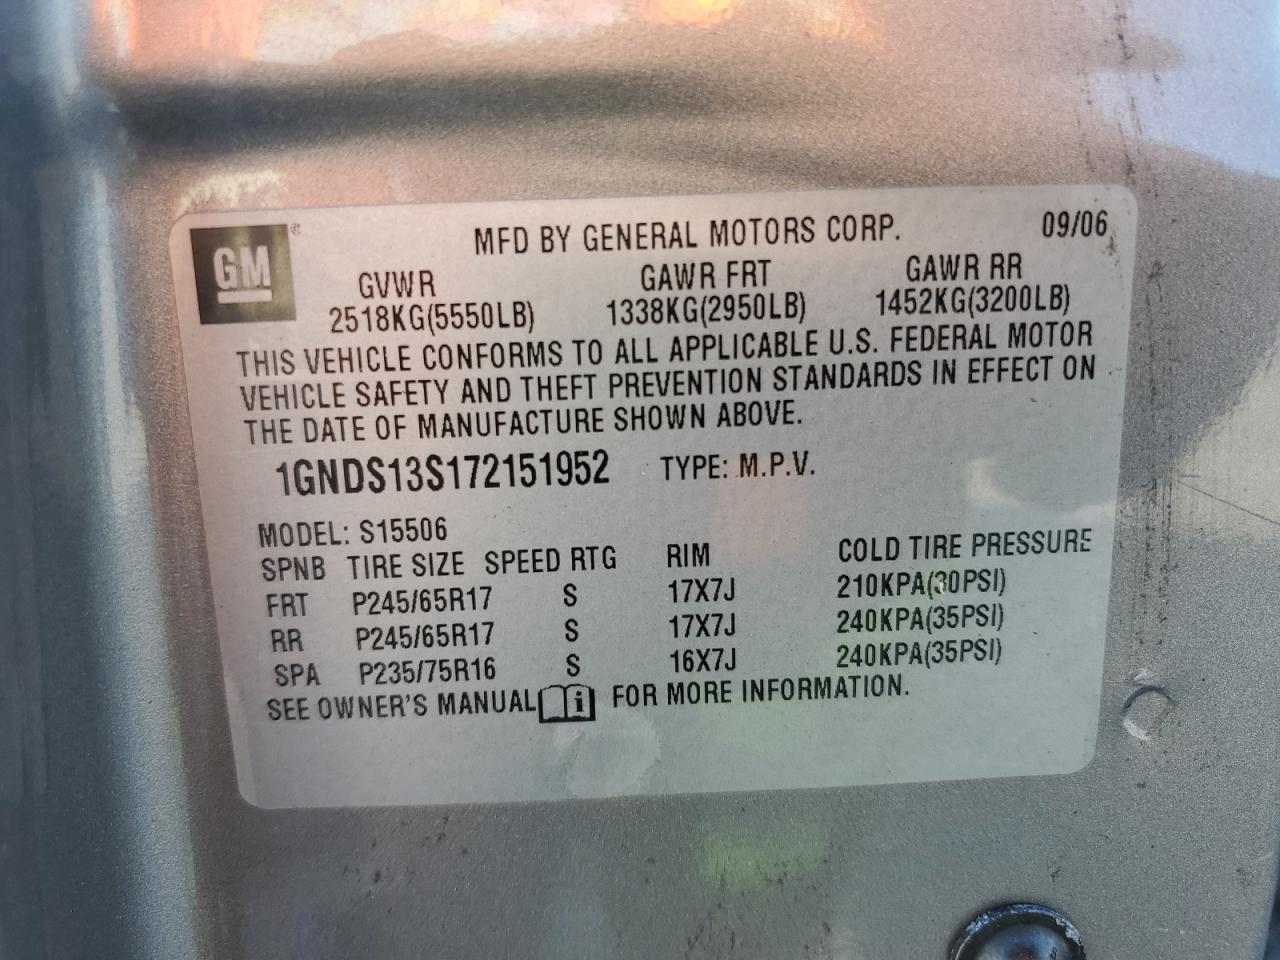 GM ®
MFD BY GENERAL MOTORS CORP. 09/06
GVWR GAWR FRT GAWR RR
2518KG(5550LB) 1338KG(2950LB) 1452KG(3200LB)
THIS VEHICLE CONFORMS TO ALL APPLICABLE U.S. FEDERAL MOTOR
VEHICLE SAFETY AND THEFT PREVENTION STANDARDS IN EFFECT ON
THE DATE OF MANUFACTURE SHOWN ABOVE.
1GNDS13S172151952 TYPE: M.P.V.
MODEL: S15506
SPNB TIRE SIZE SPEED RTG RIM COLD TIRE PRESSURE
FRT P245/65R17 S 17X7J 210KPA(30PSI)
RR P245/65R17 S 17X7J 240KPA(35PSI)
SPA P235/75R16 S 16X7J 240KPA(35PSI)
SEE OWNER'S MANUAL i FOR MORE INFORMATION.